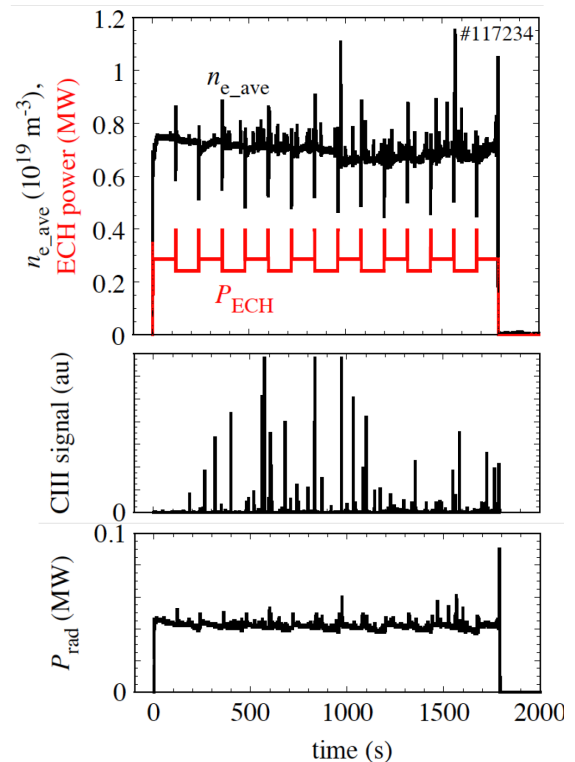 #117234
n_e_ave
n_e_ave (10^19 m^-3),
ECH power (MW)
1.2
1
0.8
0.6
0.4
0.2
0
P_ECH
CIII signal (au)
0
P_rad (MW)
0.1
0
0 500 1000 1500 2000
time (s)